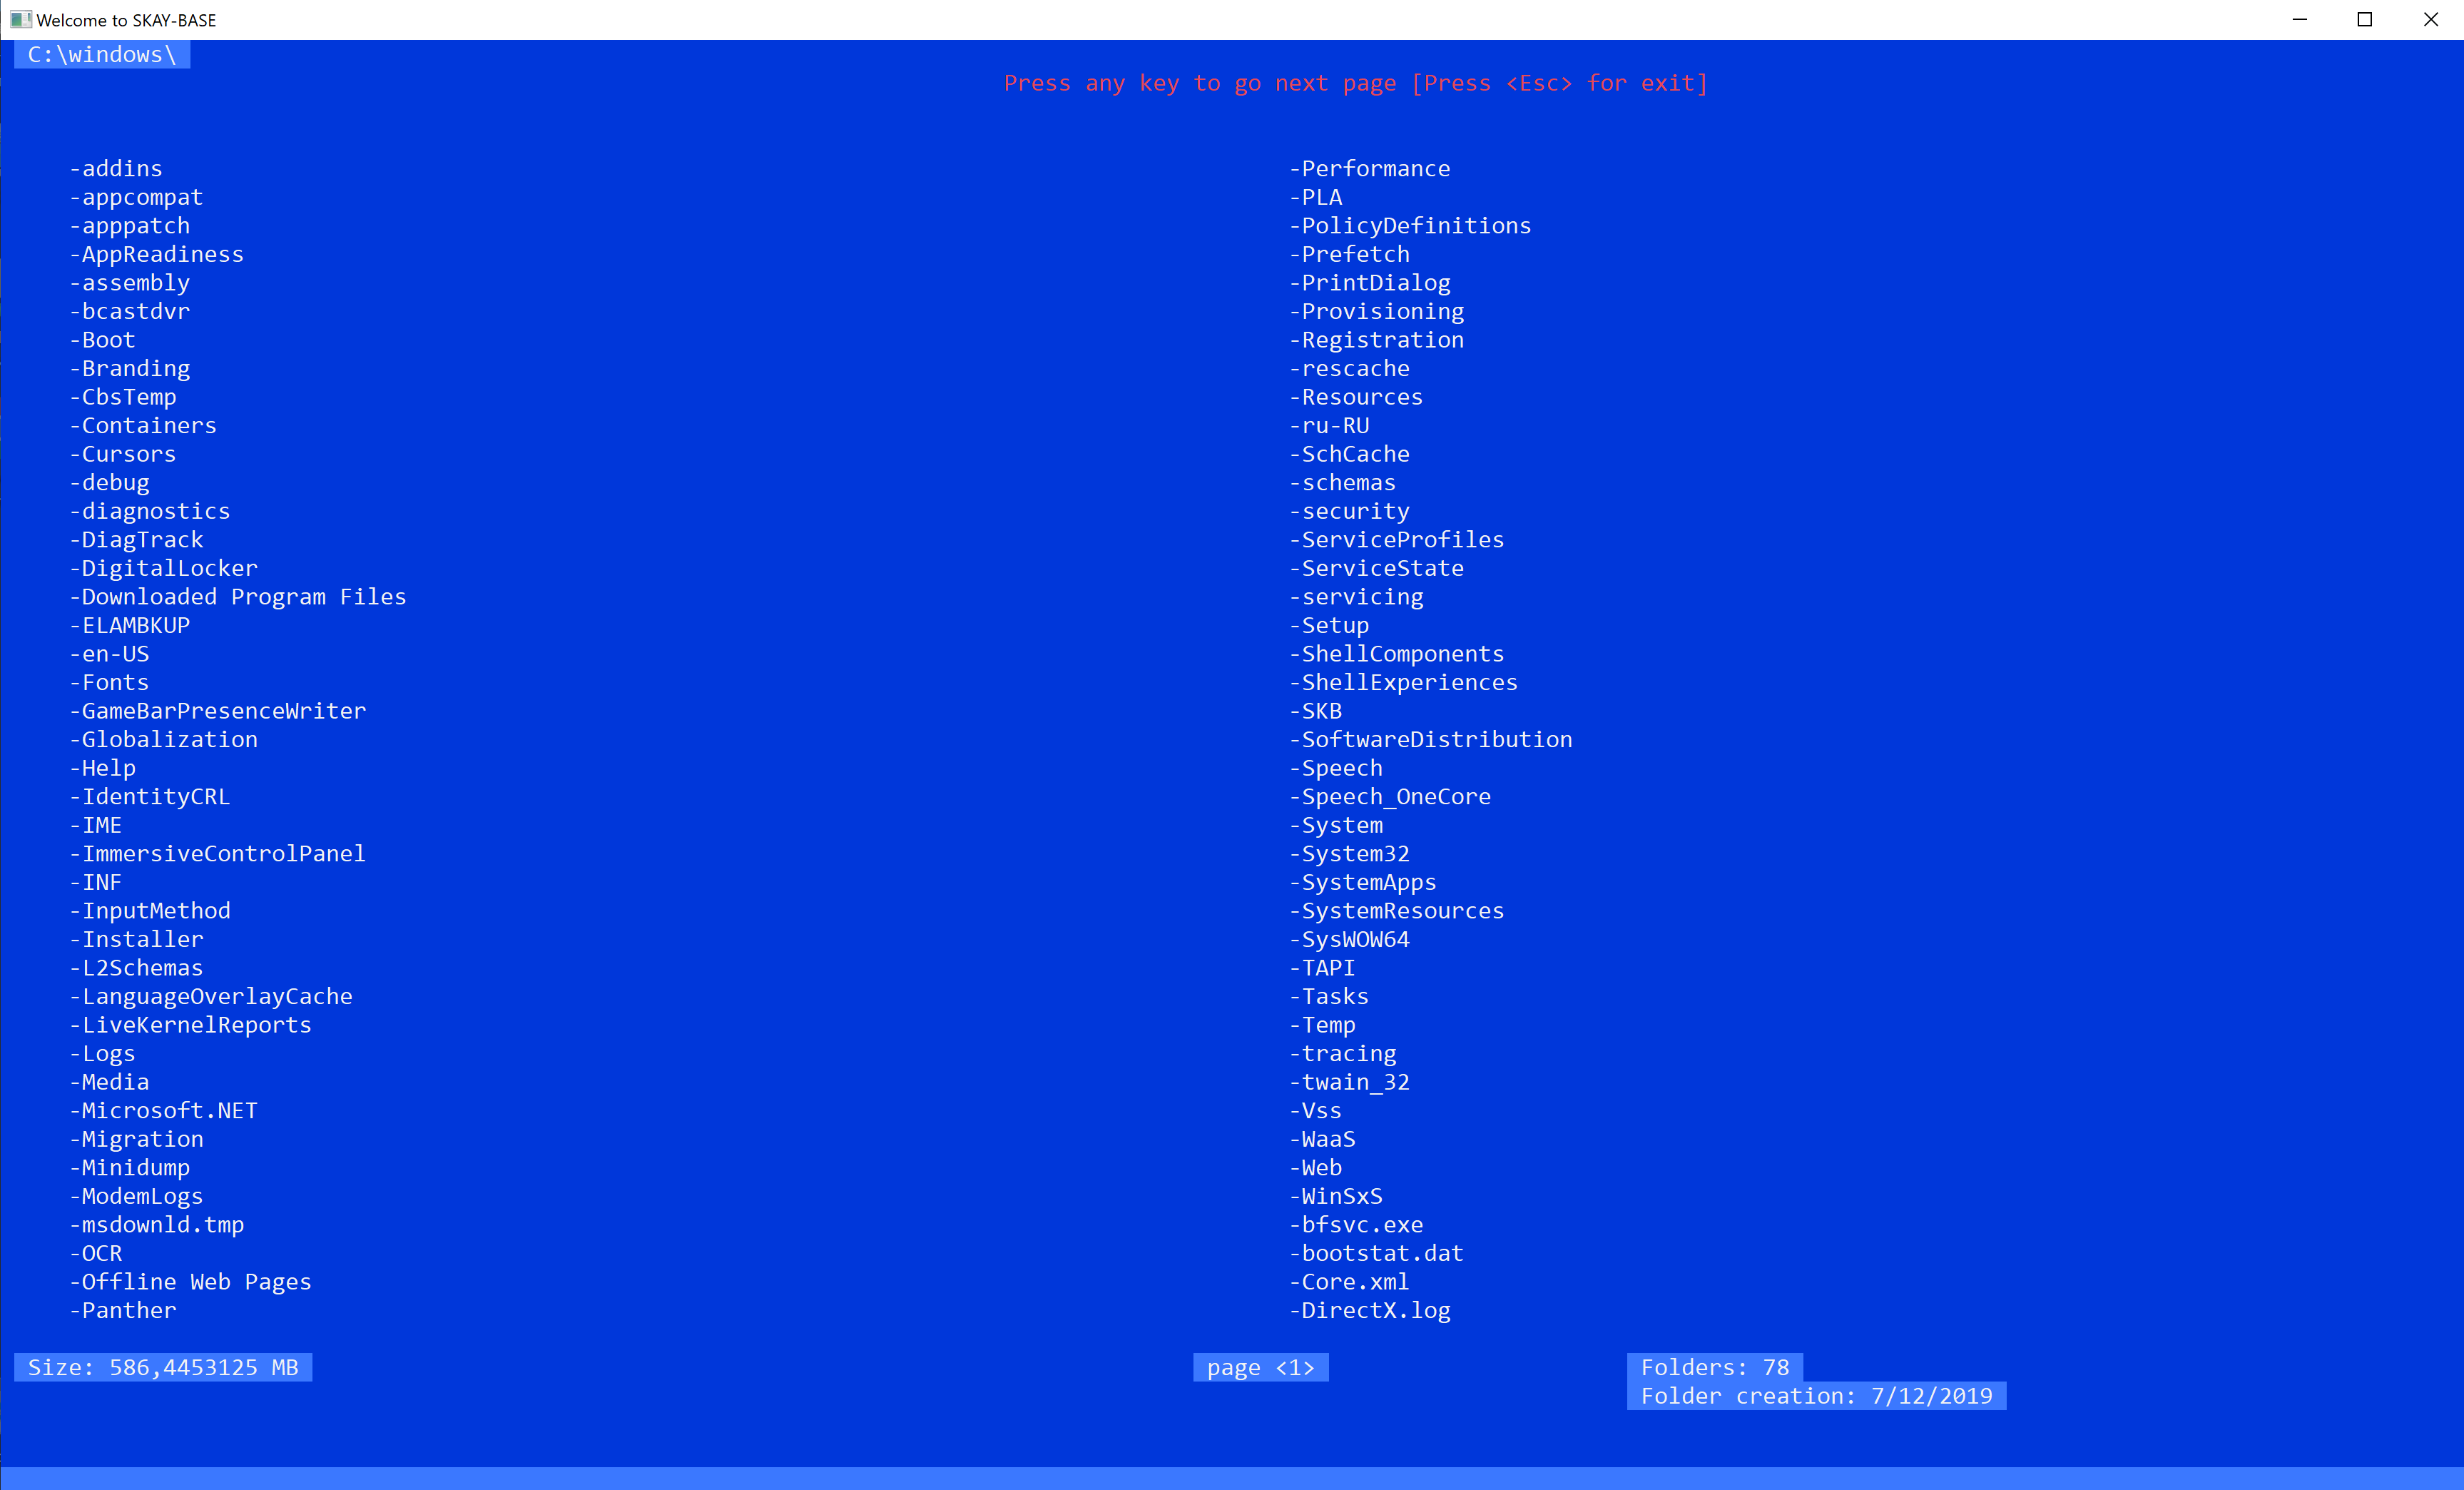 Welcome to SKAY-BASE
C:\windows\
Press any key to go next page [Press <Esc> for exit]
-addins
-appcompat
-apppatch
-AppReadiness
-assembly
-bcastdvr
-Boot
-Branding
-CbsTemp
-Containers
-Cursors
-debug
-diagnostics
-DiagTrack
-DigitalLocker
-Downloaded Program Files
-ELAMBKUP
-en-US
-Fonts
-GameBarPresenceWriter
-Globalization
-Help
-IdentityCRL
-IME
-ImmersiveControlPanel
-INF
-InputMethod
-Installer
-L2Schemas
-LanguageOverlayCache
-LiveKernelReports
-Logs
-Media
-Microsoft.NET
-Migration
-Minidump
-ModemLogs
-msdownld.tmp
-OCR
-Offline Web Pages
-Panther
-Performance
-PLA
-PolicyDefinitions
-Prefetch
-PrintDialog
-Provisioning
-Registration
-rescache
-Resources
-ru-RU
-SchCache
-schemas
-security
-ServiceProfiles
-ServiceState
-servicing
-Setup
-ShellComponents
-ShellExperiences
-SKB
-SoftwareDistribution
-Speech
-Speech_OneCore
-System
-System32
-SystemApps
-SystemResources
-SysWOW64
-TAPI
-Tasks
-Temp
-tracing
-twain_32
-Vss
-WaaS
-Web
-WinSxS
-bfsvc.exe
-bootstat.dat
-Core.xml
-DirectX.log
Size: 586,4453125 MB
page <1>
Folders: 78
Folder creation: 7/12/2019